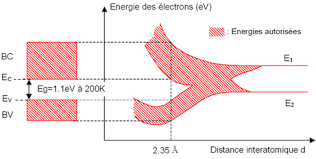 Energie des électrons (eV)
: Energies autorisées
BC
E1
EC
Eg=1.1eV à 200K
EV
E2
BV
2.35 Å
Distance interatomique d